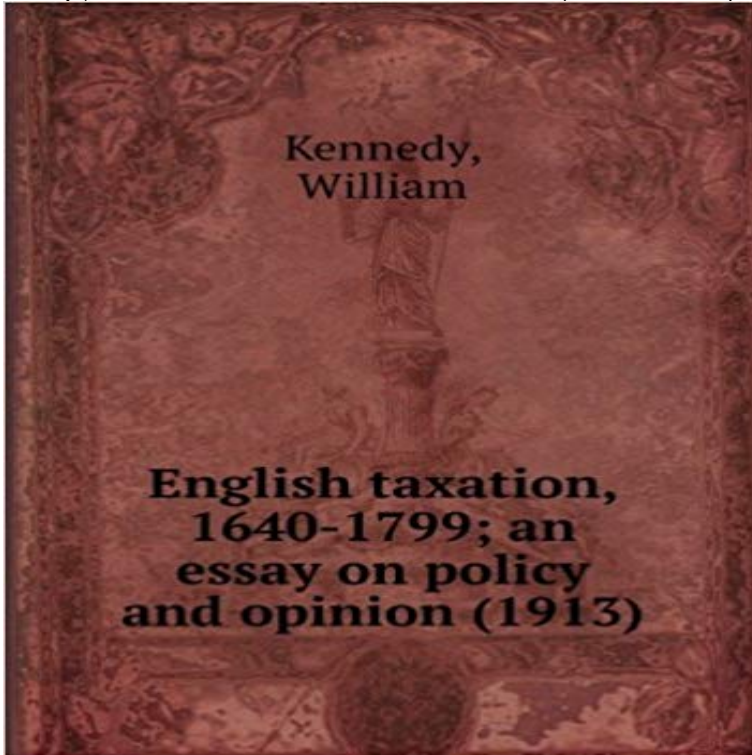 Kennedy,
William
English taxation,
1640-1799; an
essay on policy
and opinion (1913)